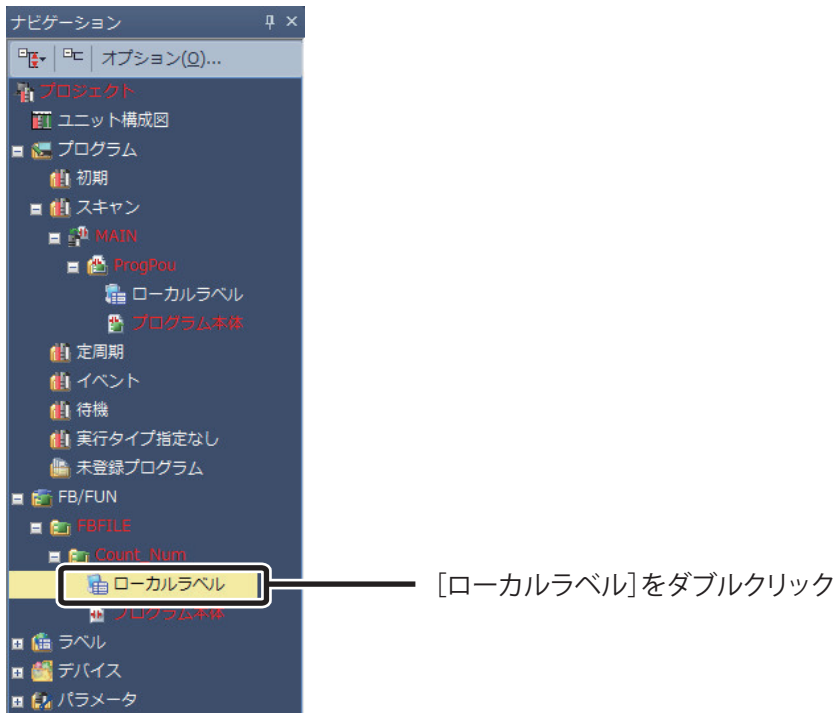 ナビゲーション
オプション(O)...
プロジェクト
ユニット構成図
プログラム
初期
スキャン
MAIN
ProgPou
ローカルラベル
プログラム本体
定周期
イベント
待機
実行タイプ指定なし
未登録プログラム
FB/FUN
FBFILE
Count_Num
ローカルラベル
[ローカルラベル]をダブルクリック
プログラム本体
ラベル
デバイス
パラメータ